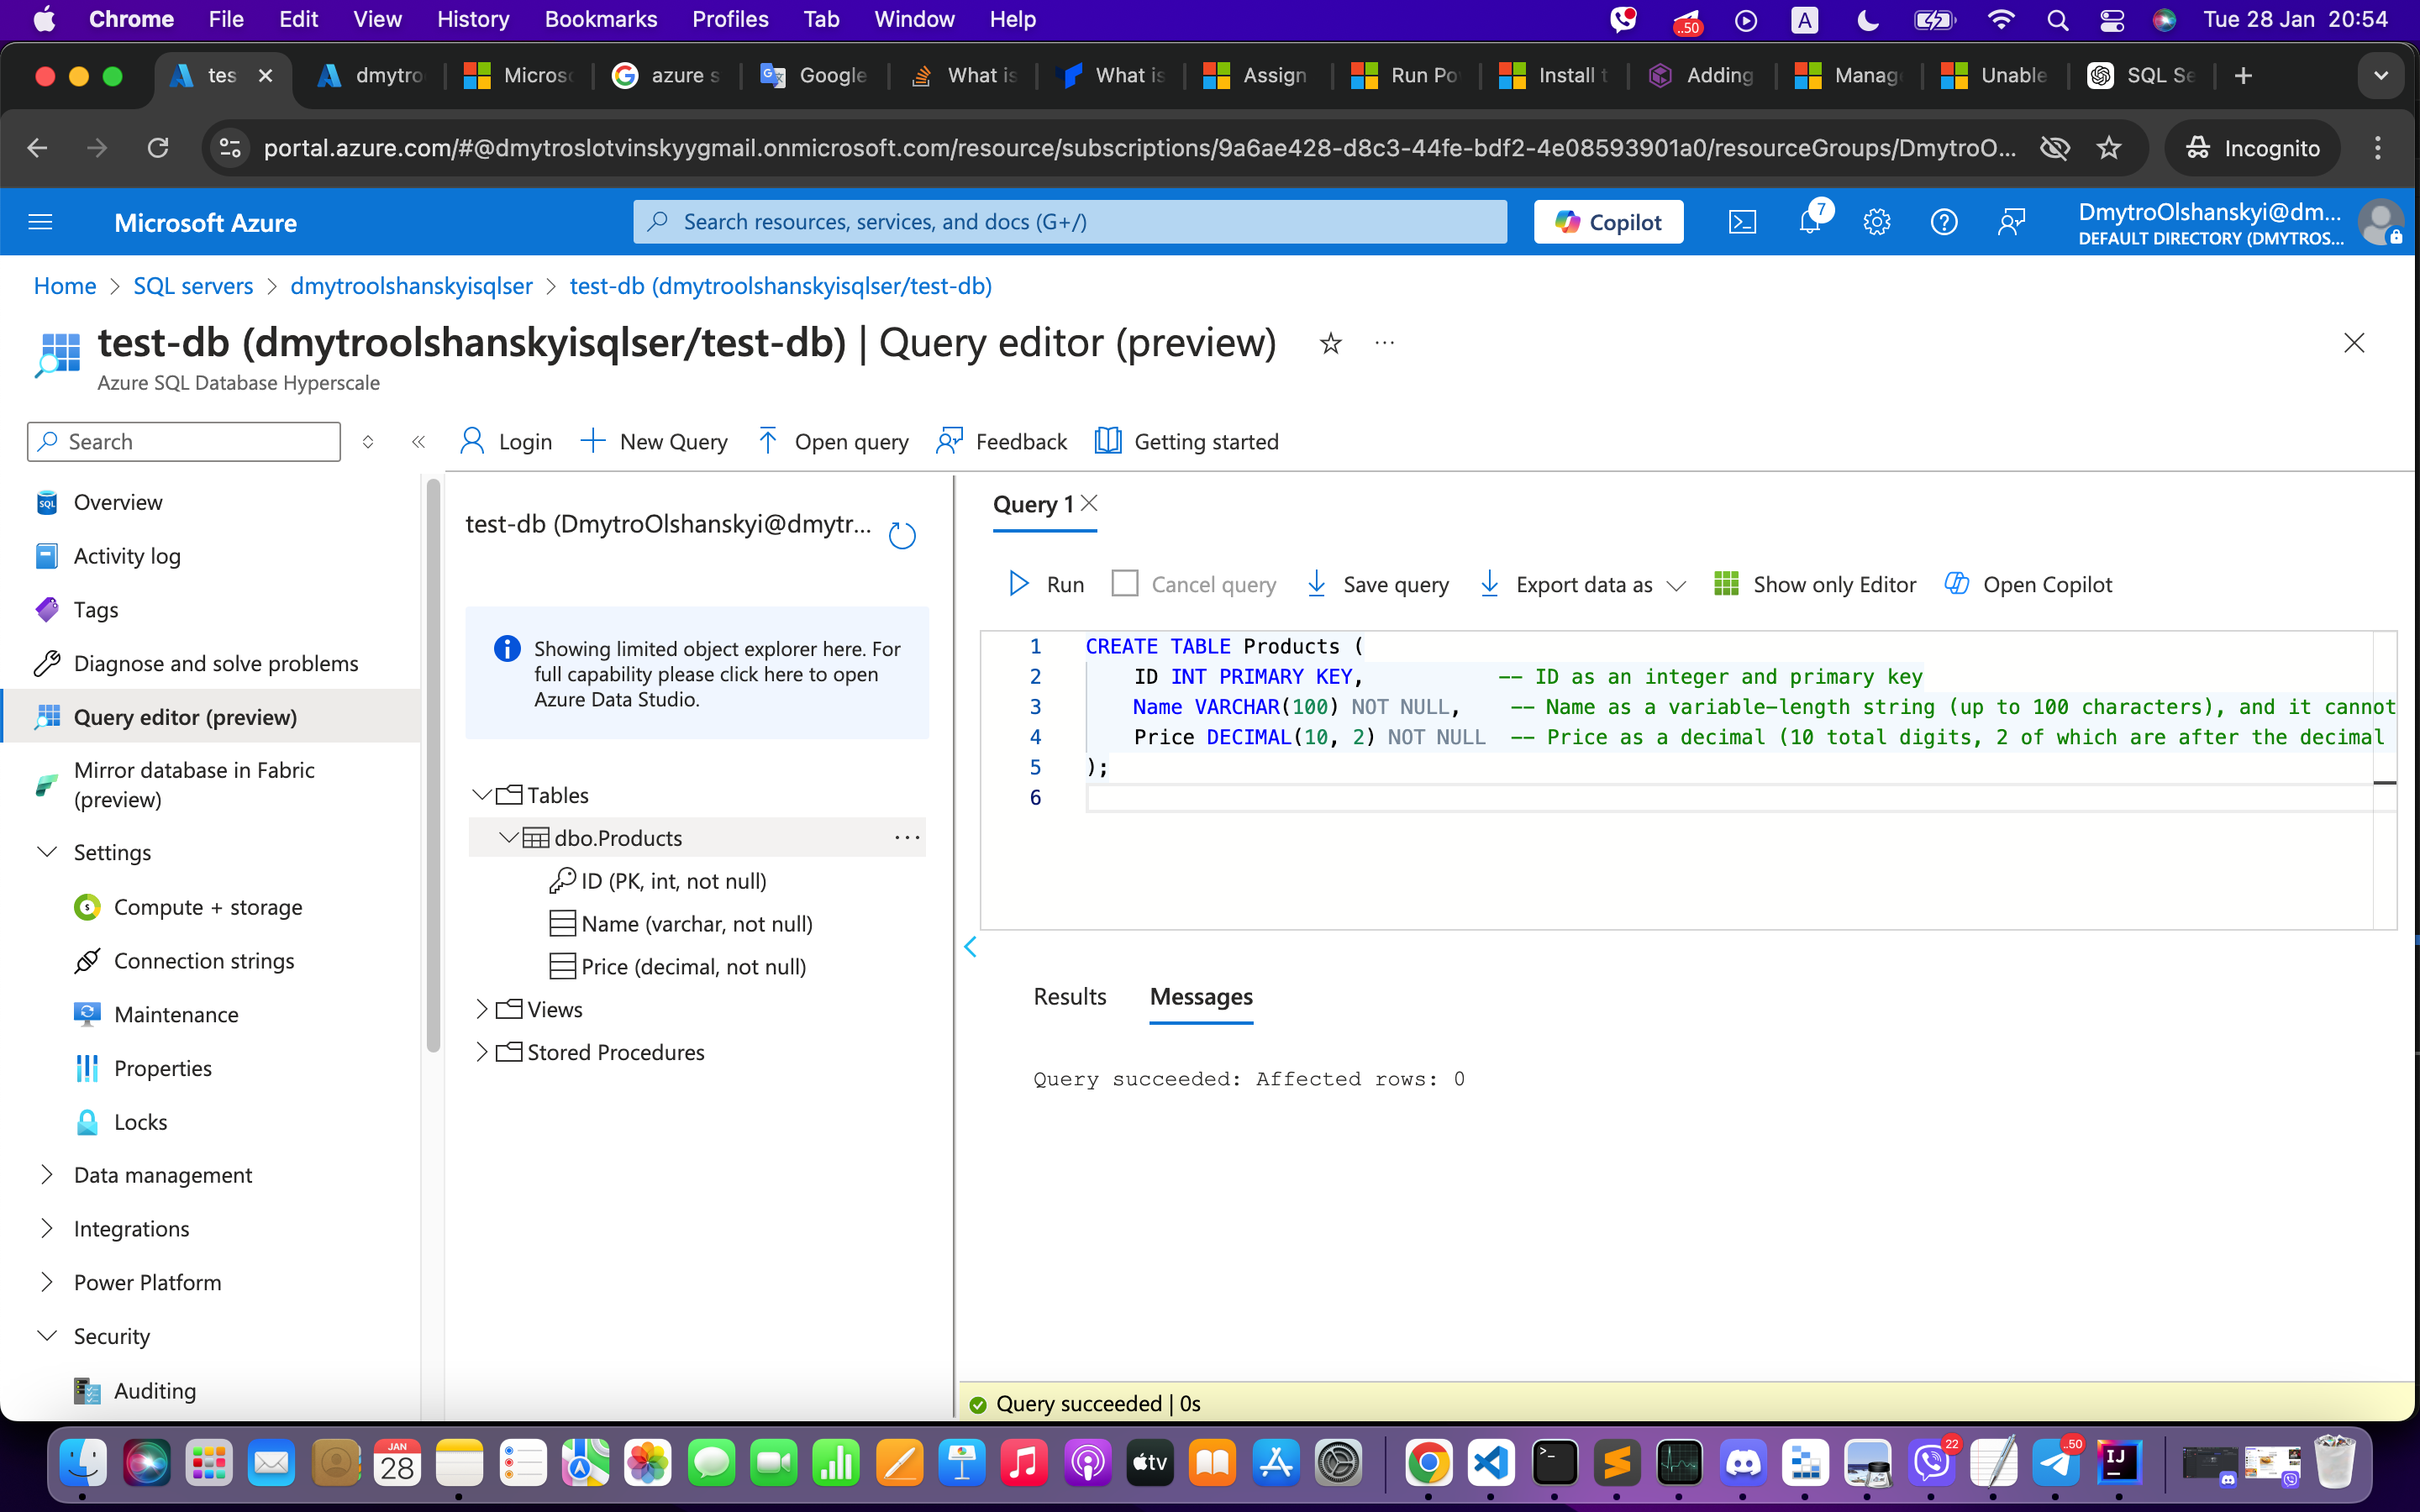 Chrome File Edit View History Bookmarks Profiles Tab Window Help ..50 A Tue 28 Jan 20:54
tes dmytro Micros azure s Google What is What is Assign Run Po Install t Adding Manag Unable SQL Se
portal.azure.com/#@dmytroslotvinskyygmail.onmicrosoft.com/resource/subscriptions/9a6ae428-d8c3-44fe-bdf2-4e08593901a0/resourceGroups/DmytroO... Incognito
Microsoft Azure Search resources, services, and docs (G+/) Copilot 7 DmytroOlshanskyi@dm...
DEFAULT DIRECTORY (DMYTROS...
Home > SQL servers > dmytroolshanskyisqlser > test-db (dmytroolshanskyisqlser/test-db)
test-db (dmytroolshanskyisqlser/test-db) | Query editor (preview) ...
Azure SQL Database Hyperscale
Search
Login New Query Open query Feedback Getting started
Overview
Activity log
Tags
Diagnose and solve problems
Query editor (preview)
Mirror database in Fabric
(preview)
Settings
Compute + storage
Connection strings
Maintenance
Properties
Locks
Data management
Integrations
Power Platform
Security
Auditing
test-db (DmytroOlshanskyi@dmytr...
Showing limited object explorer here. For
full capability please click here to open
Azure Data Studio.
Tables
dbo.Products ...
ID (PK, int, not null)
Name (varchar, not null)
Price (decimal, not null)
Views
Stored Procedures
Query 1
Run Cancel query Save query Export data as Show only Editor Open Copilot
1 CREATE TABLE Products (
2 ID INT PRIMARY KEY, -- ID as an integer and primary key
3 Name VARCHAR(100) NOT NULL, -- Name as a variable-length string (up to 100 characters), and it cannot
4 Price DECIMAL(10, 2) NOT NULL -- Price as a decimal (10 total digits, 2 of which are after the decimal
5 );
6
Results Messages
Query succeeded: Affected rows: 0
Query succeeded | 0s
JAN
28
tv
22
..50
IJ